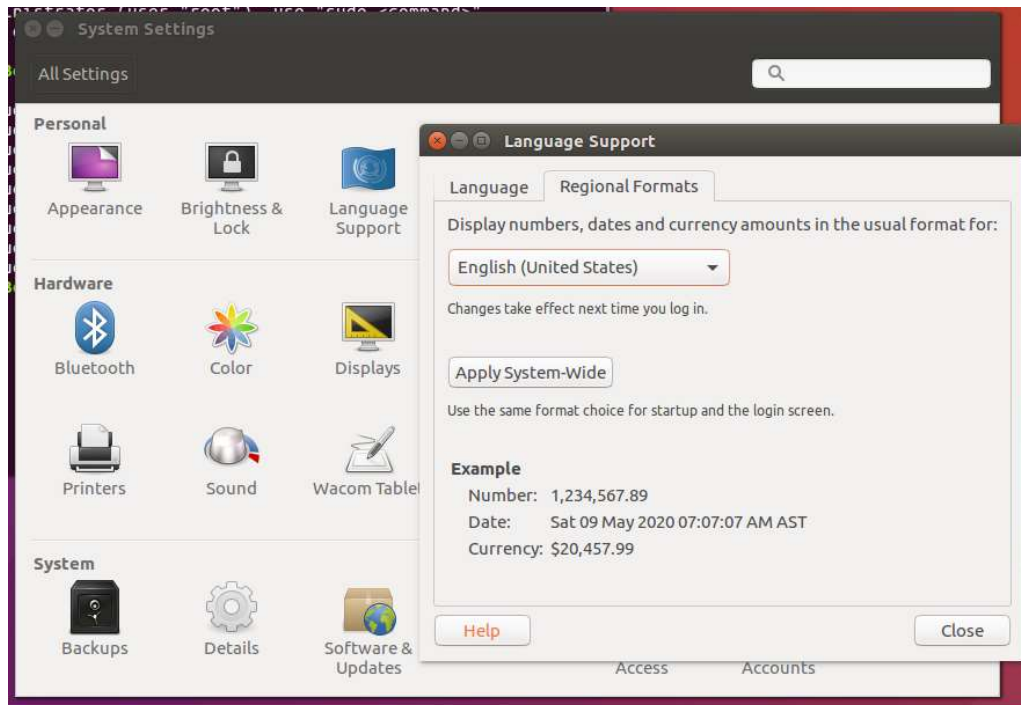 System Settings
All Settings
Personal
Appearance
Brightness &
Lock
Language
Support
Hardware
Bluetooth
Color
Displays
Printers
Sound
Wacom Tablet
System
Backups
Details
Software &
Updates
Access
Accounts
Language Support
Language
Regional Formats
Display numbers, dates and currency amounts in the usual format for:
English (United States)
Changes take effect next time you log in.
Apply System-Wide
Use the same format choice for startup and the login screen.
Example
Number: 1,234,567.89
Date: Sat 09 May 2020 07:07:07 AM AST
Currency: $20,457.99
Help
Close